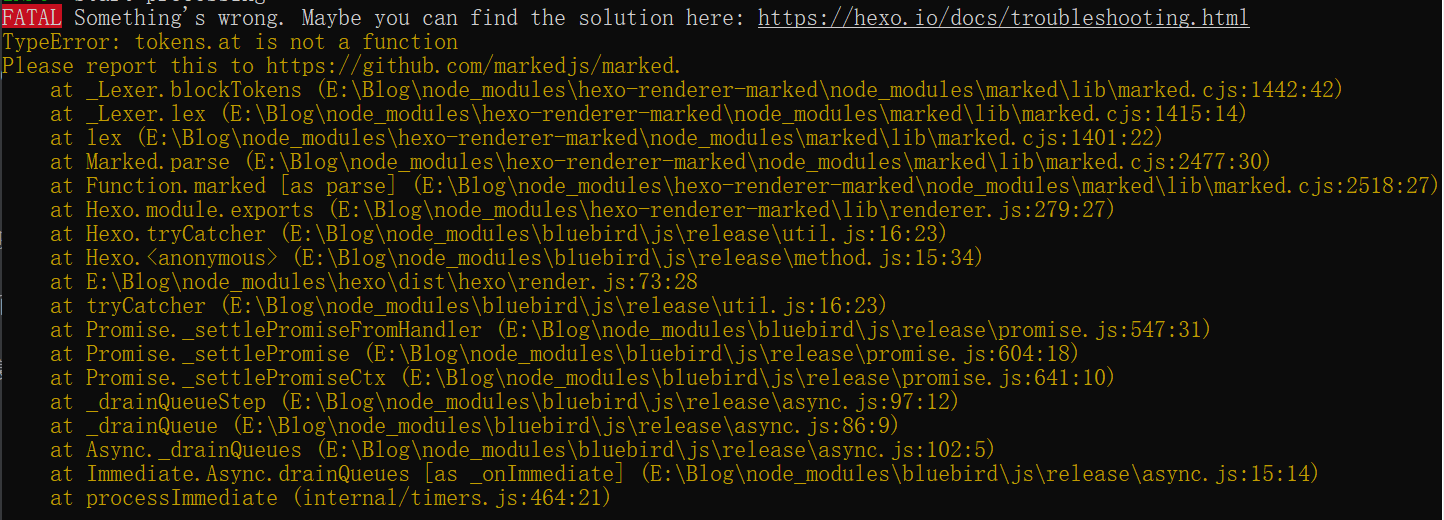 FATAL Something's wrong. Maybe you can find the solution here: https://hexo.io/docs/troubleshooting.html
TypeError: tokens.at is not a function
Please report this to https://github.com/markedjs/marked.
    at _Lexer.blockTokens (E:\Blog\node_modules\hexo-renderer-marked\node_modules\marked\lib\marked.cjs:1442:42)
    at _Lexer.lex (E:\Blog\node_modules\hexo-renderer-marked\node_modules\marked\lib\marked.cjs:1415:14)
    at lex (E:\Blog\node_modules\hexo-renderer-marked\node_modules\marked\lib\marked.cjs:1401:22)
    at Marked.parse (E:\Blog\node_modules\hexo-renderer-marked\node_modules\marked\lib\marked.cjs:2477:30)
    at Function.marked [as parse] (E:\Blog\node_modules\hexo-renderer-marked\node_modules\marked\lib\marked.cjs:2518:27)
    at Hexo.module.exports (E:\Blog\node_modules\hexo-renderer-marked\lib\renderer.js:279:27)
    at Hexo.tryCatcher (E:\Blog\node_modules\bluebird\js\release\util.js:16:23)
    at Hexo.<anonymous> (E:\Blog\node_modules\bluebird\js\release\method.js:15:34)
    at E:\Blog\node_modules\hexo\dist\hexo\render.js:73:28
    at tryCatcher (E:\Blog\node_modules\bluebird\js\release\util.js:16:23)
    at Promise._settlePromiseFromHandler (E:\Blog\node_modules\bluebird\js\release\promise.js:547:31)
    at Promise._settlePromise (E:\Blog\node_modules\bluebird\js\release\promise.js:604:18)
    at Promise._settlePromiseCtx (E:\Blog\node_modules\bluebird\js\release\promise.js:641:10)
    at _drainQueueStep (E:\Blog\node_modules\bluebird\js\release\async.js:97:12)
    at _drainQueue (E:\Blog\node_modules\bluebird\js\release\async.js:86:9)
    at Async._drainQueues (E:\Blog\node_modules\bluebird\js\release\async.js:102:5)
    at Immediate.Async.drainQueues [as _onImmediate] (E:\Blog\node_modules\bluebird\js\release\async.js:15:14)
    at processImmediate (internal/timers.js:464:21)